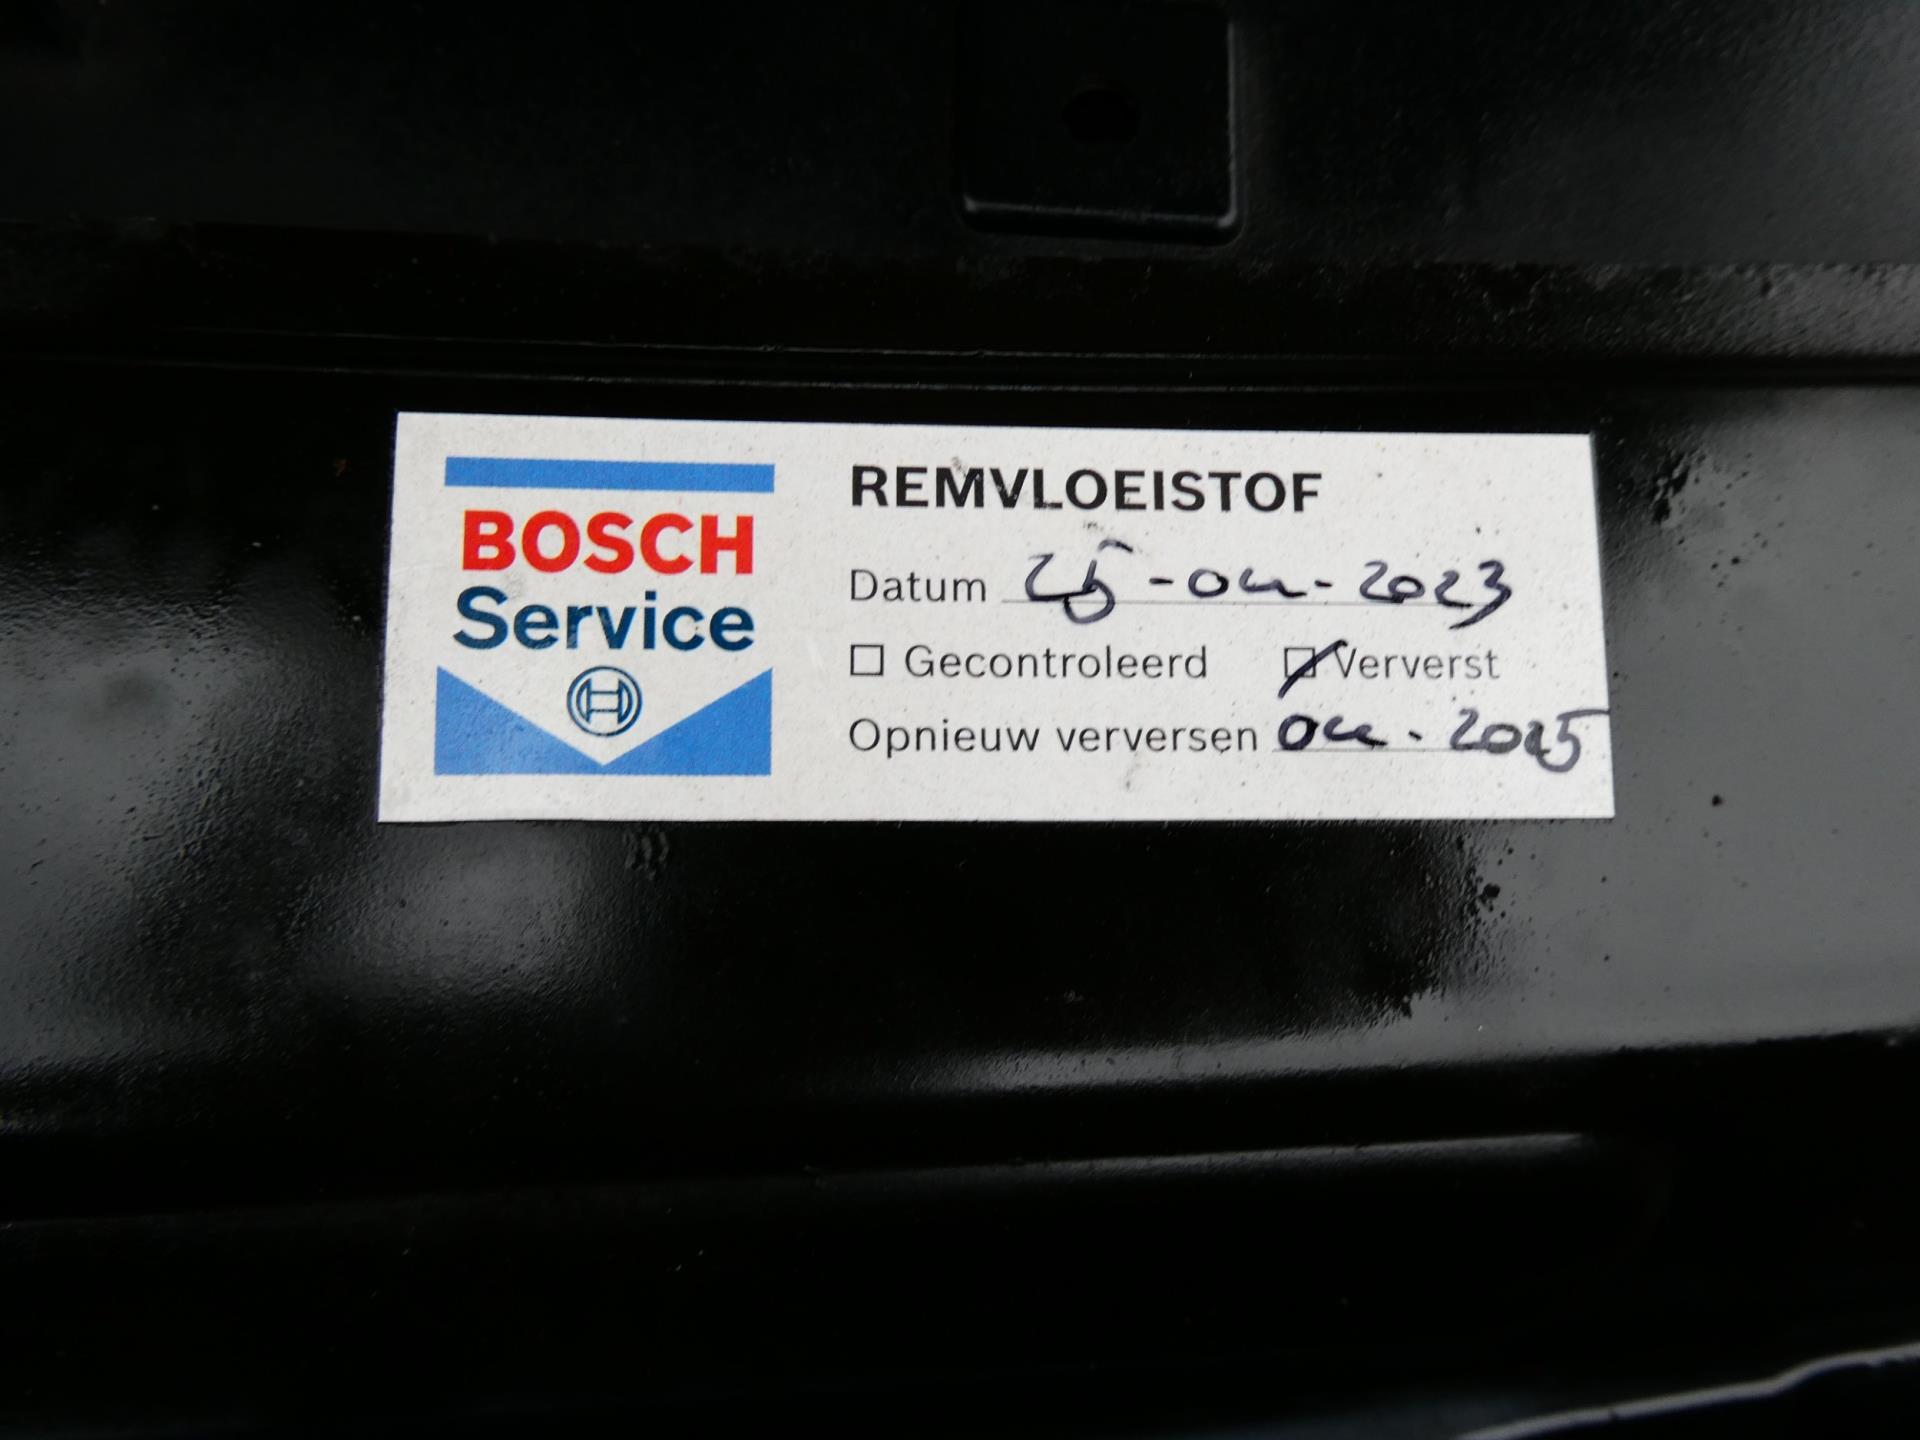 BOSCH
Service
REMVLOEISTOF
Datum 25-04-2023
Gecontroleerd Ververst
Opnieuw verversen 04-2025